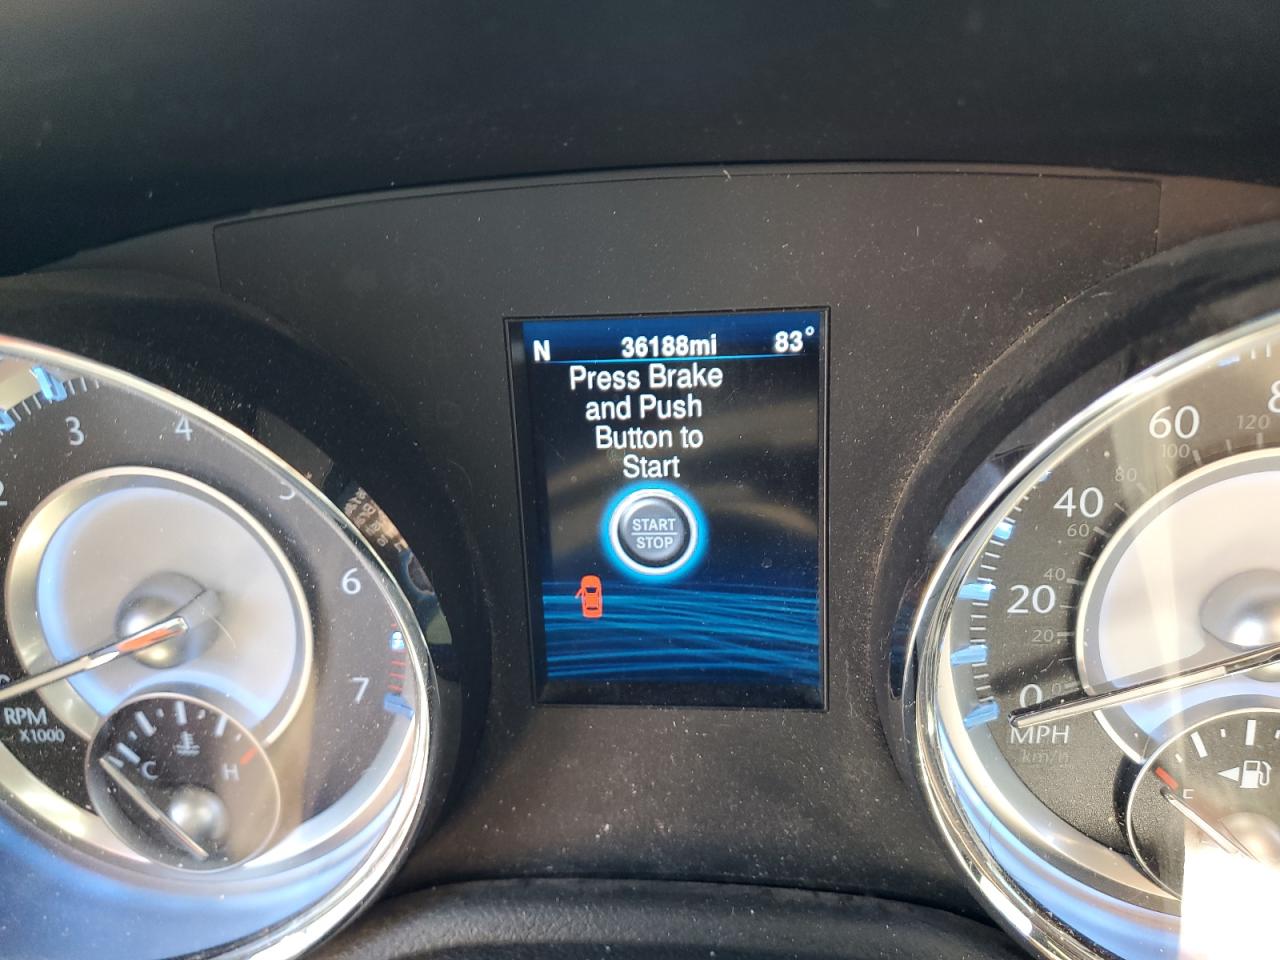 N 36188mi 83°
Press Brake
and Push
Button to
Start
START
STOP
3
4
5
6
7
RPM
X1000
C H
60
120
100
80
40
60
40
20
20
0 0
MPH
km/h